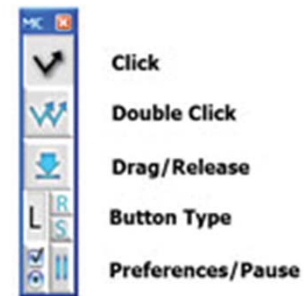 MC
Click
Double Click
Drag/Release
L R
S
Button Type
Preferences/Pause